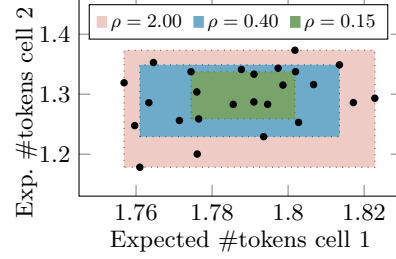 ρ = 2.00 ρ = 0.40 ρ = 0.15
Exp. #tokens cell 2
1.4
1.3
1.2
1.76 1.78 1.8 1.82
Expected #tokens cell 1